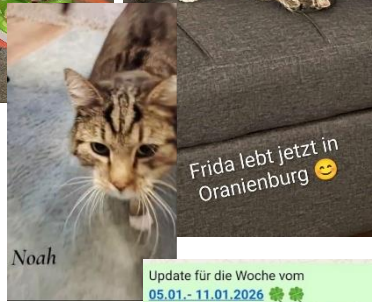 Frida lebt jetzt in
Oranienburg 😊
Noah
Update für die Woche vom
05.01.- 11.01.2026 🍀🍀